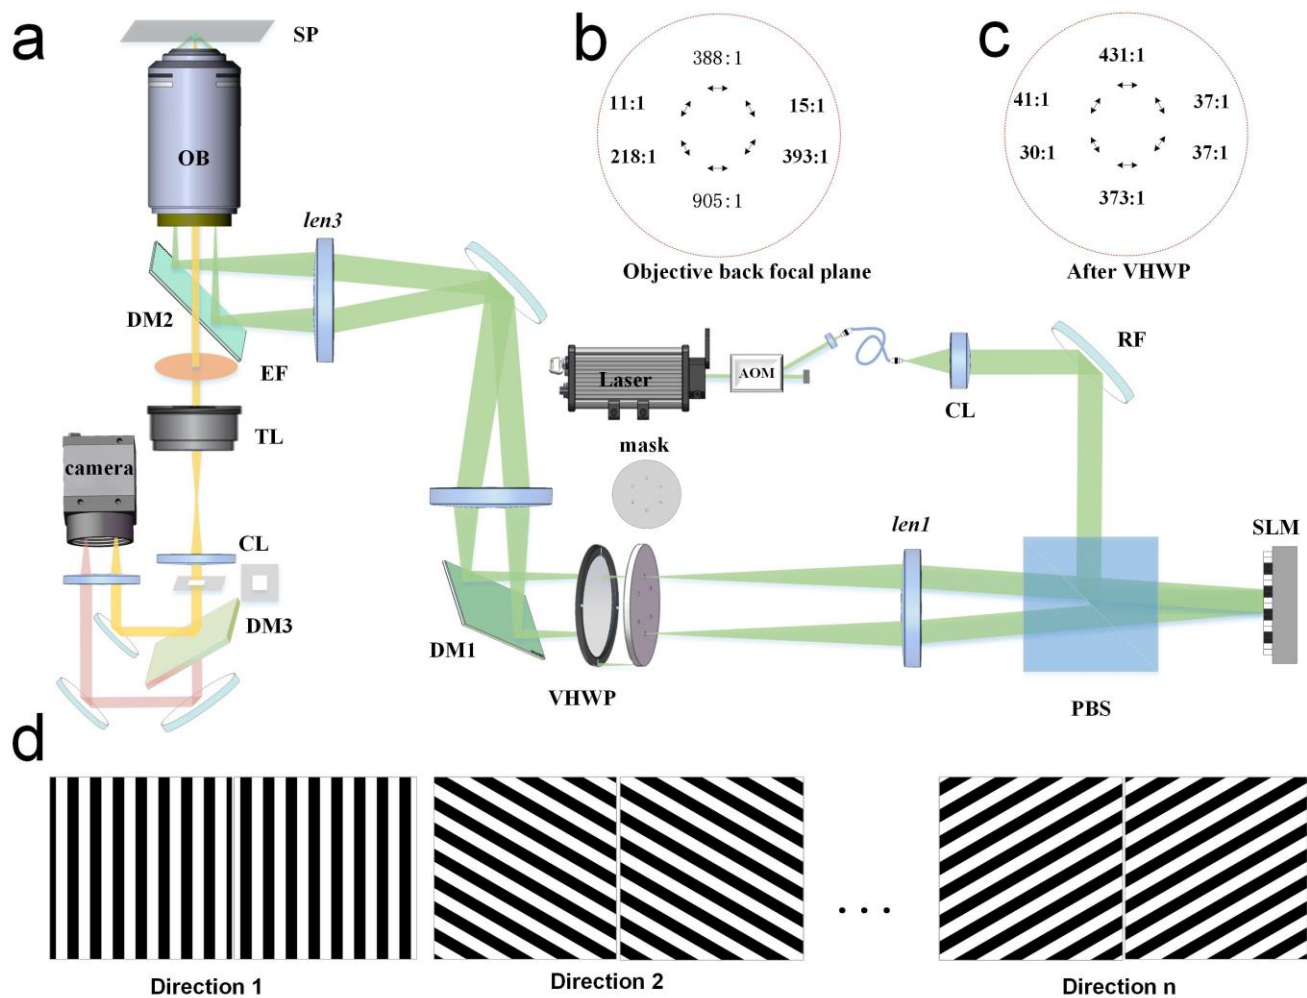 a
SP
OB
len3
DM2
EF
TL
camera
CL
DM3
b
388:1
11:1
15:1
218:1
393:1
905:1
Objective back focal plane
c
431:1
41:1
37:1
30:1
37:1
373:1
After VHWP
Laser
AOM
CL
RF
mask
len1
SLM
DM1
VHWP
PBS
d
Direction 1
Direction 2
. . .
Direction n